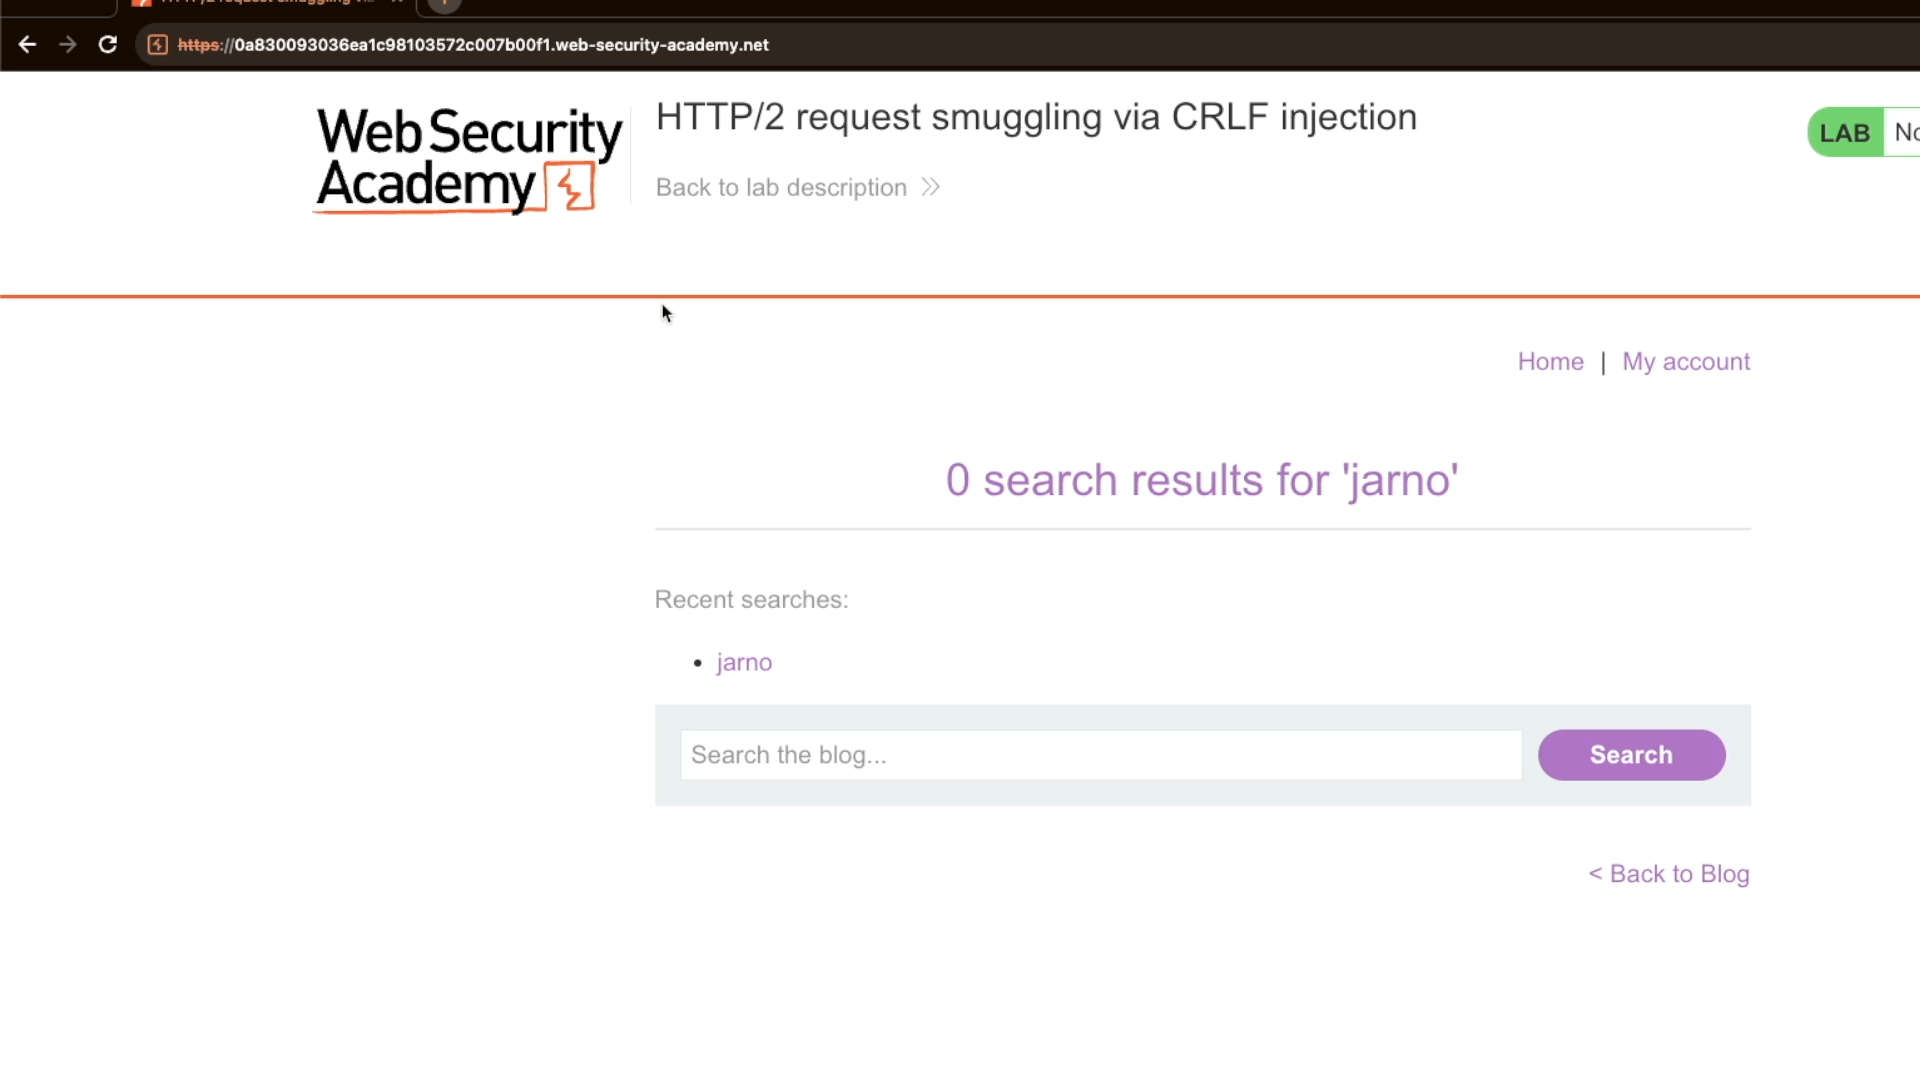 https://0a830093036ea1c98103572c007b00f1.web-security-academy.net
Web Security
Academy
HTTP/2 request smuggling via CRLF injection
Back to lab description
LAB
Home | My account
0 search results for 'jarno'
Recent searches:
• jarno
Search the blog...
Search
< Back to Blog